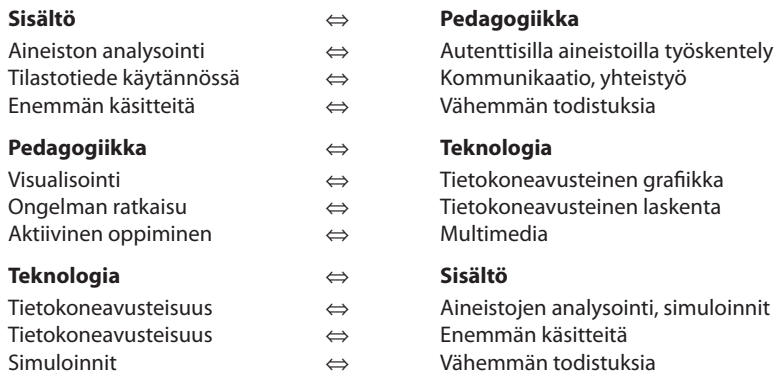 Sisältö ⇔ Pedagogiikka
Aineiston analysointi ⇔ Autenttisilla aineistoilla työskentely
Tilastotiede käytännössä ⇔ Kommunikaatio, yhteistyö
Enemmän käsitteitä ⇔ Vähemmän todistuksia
Pedagogiikka ⇔ Teknologia
Visualisointi ⇔ Tietokoneavusteinen grafiikka
Ongelman ratkaisu ⇔ Tietokoneavusteinen laskenta
Aktiivinen oppiminen ⇔ Multimedia
Teknologia ⇔ Sisältö
Tietokoneavusteisuus ⇔ Aineistojen analysointi, simuloinnit
Tietokoneavusteisuus ⇔ Enemmän käsitteitä
Simuloinnit ⇔ Vähemmän todistuksia